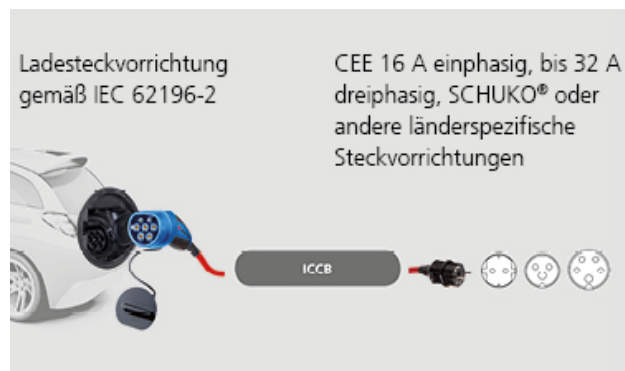 Ladesteckvorrichtung
gemäß IEC 62196-2
CEE 16 A einphasig, bis 32 A
dreiphasig, SCHUKO® oder
andere länderspezifische
Steckvorrichtungen
ICCB